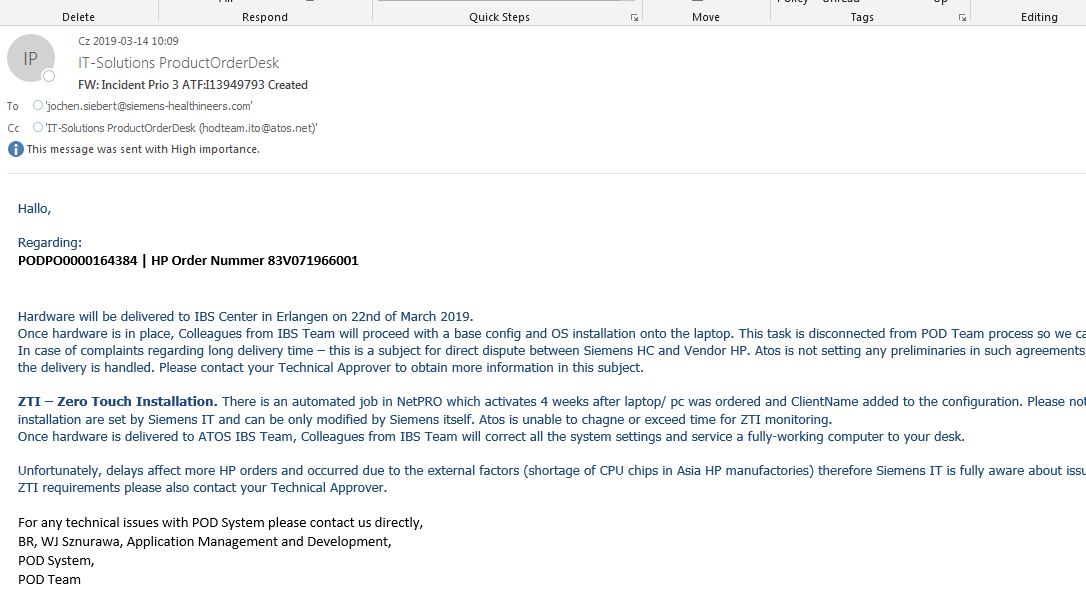 Delete
Respond
Quick Steps
Move
Tags
Editing
IP
Cz 2019-03-14 10:09
IT-Solutions ProductOrderDesk
FW: Incident Prio 3 ATF:I13949793 Created
To 'jochen.siebert@siemens-healthineers.com'
Cc 'IT-Solutions ProductOrderDesk (hodteam.ito@atos.net)'
This message was sent with High importance.
Hallo,
Regarding:
PODPO0000164384 | HP Order Nummer 83V071966001
Hardware will be delivered to IBS Center in Erlangen on 22nd of March 2019.
Once hardware is in place, Colleagues from IBS Team will proceed with a base config and OS installation onto the laptop. This task is disconnected from POD Team process so we ca
In case of complaints regarding long delivery time – this is a subject for direct dispute between Siemens HC and Vendor HP. Atos is not setting any preliminaries in such agreements
the delivery is handled. Please contact your Technical Approver to obtain more information in this subject.
ZTI – Zero Touch Installation. There is an automated job in NetPRO which activates 4 weeks after laptop/ pc was ordered and ClientName added to the configuration. Please not
installation are set by Siemens IT and can be only modified by Siemens itself. Atos is unable to chagne or exceed time for ZTI monitoring.
Once hardware is delivered to ATOS IBS Team, Colleagues from IBS Team will correct all the system settings and service a fully-working computer to your desk.
Unfortunately, delays affect more HP orders and occurred due to the external factors (shortage of CPU chips in Asia HP manufactories) therefore Siemens IT is fully aware about issu
ZTI requirements please also contact your Technical Approver.
For any technical issues with POD System please contact us directly,
BR, WJ Sznurawa, Application Management and Development,
POD System,
POD Team